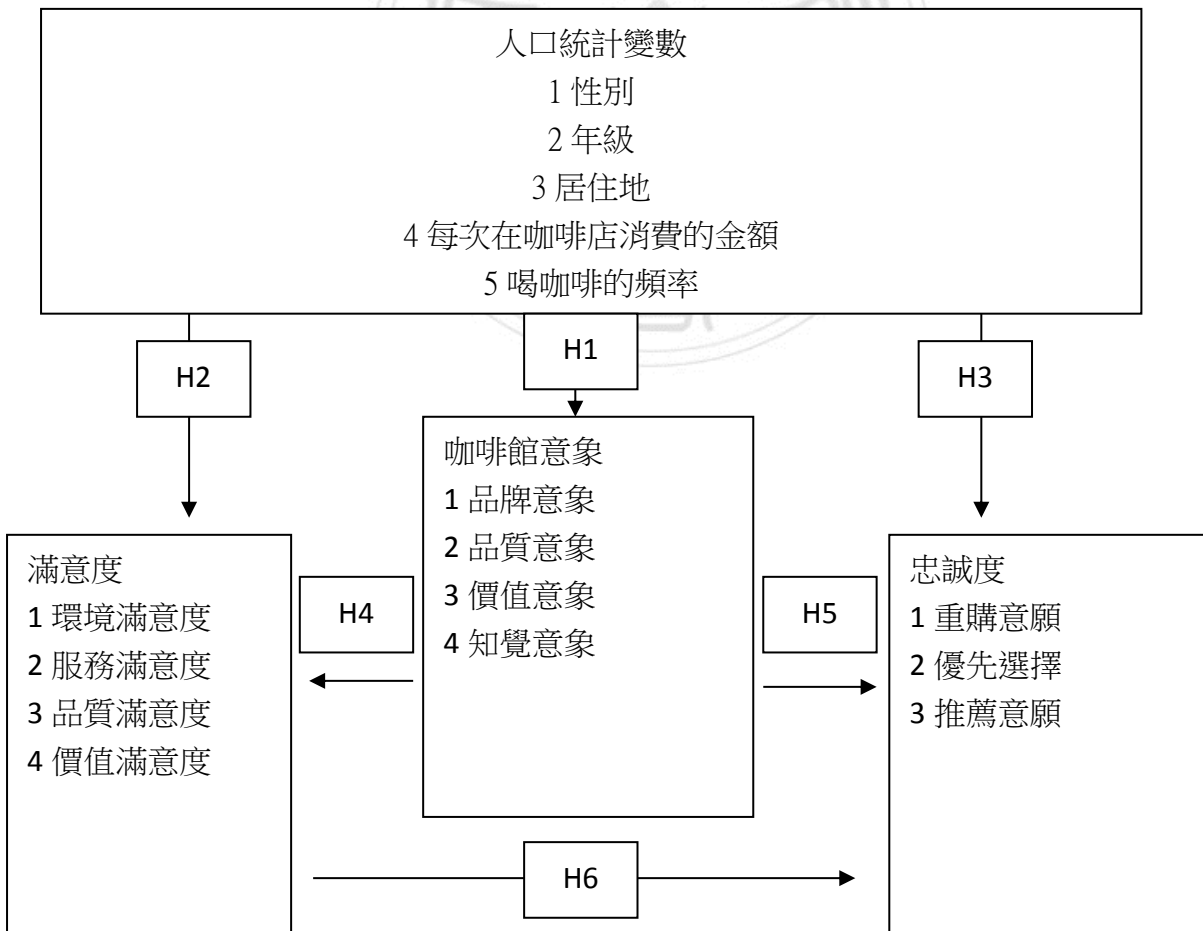 人口統計變數
1 性別
2 年級
3 居住地
4 每次在咖啡店消費的金額
5 喝咖啡的頻率
H2
H1
H3
咖啡館意象
1 品牌意象
2 品質意象
3 價值意象
4 知覺意象
滿意度
1 環境滿意度
2 服務滿意度
3 品質滿意度
4 價值滿意度
H4
H5
忠誠度
1 重購意願
2 優先選擇
3 推薦意願
H6